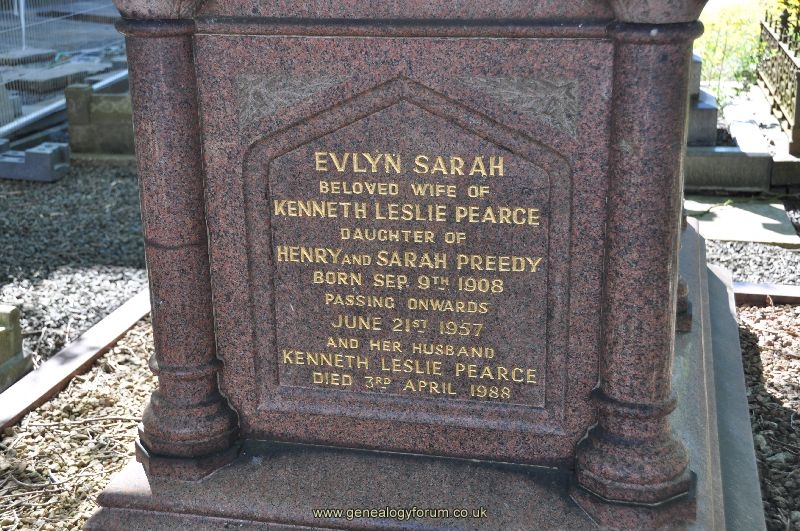 EVLYN SARAH
BELOVED WIFE OF
KENNETH LESLIE PEARCE
DAUGHTER OF
HENRY AND SARAH PREEDY
BORN SEP. 9TH 1908
PASSING ONWARDS
JUNE 21ST 1957
AND HER HUSBAND
KENNETH LESLIE PEARCE
DIED 3RD APRIL 1988
www.genealogyforum.co.uk